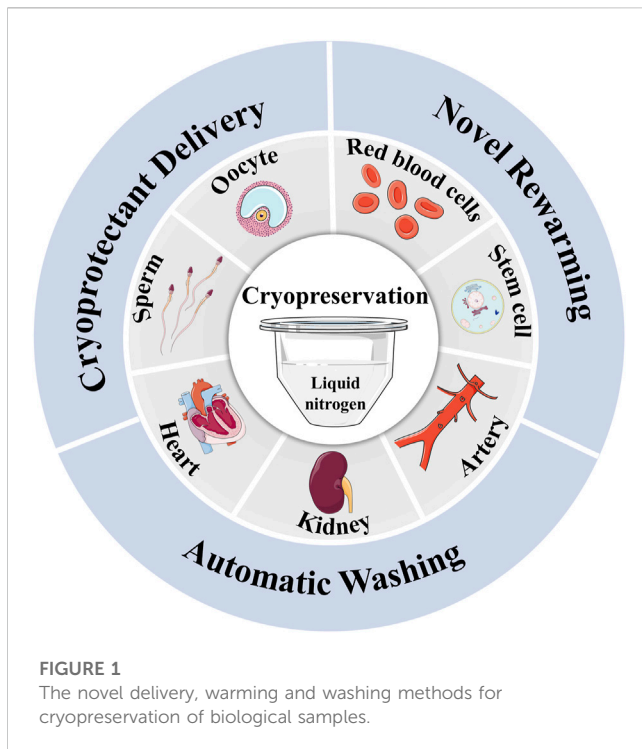 Cryoprotectant Delivery
Novel Rewarming
Oocyte
Red blood cells
Sperm
Stem cell
Cryopreservation
Liquid
nitrogen
Heart
Artery
Kidney
Automatic Washing
FIGURE 1
The novel delivery, warming and washing methods for
cryopreservation of biological samples.